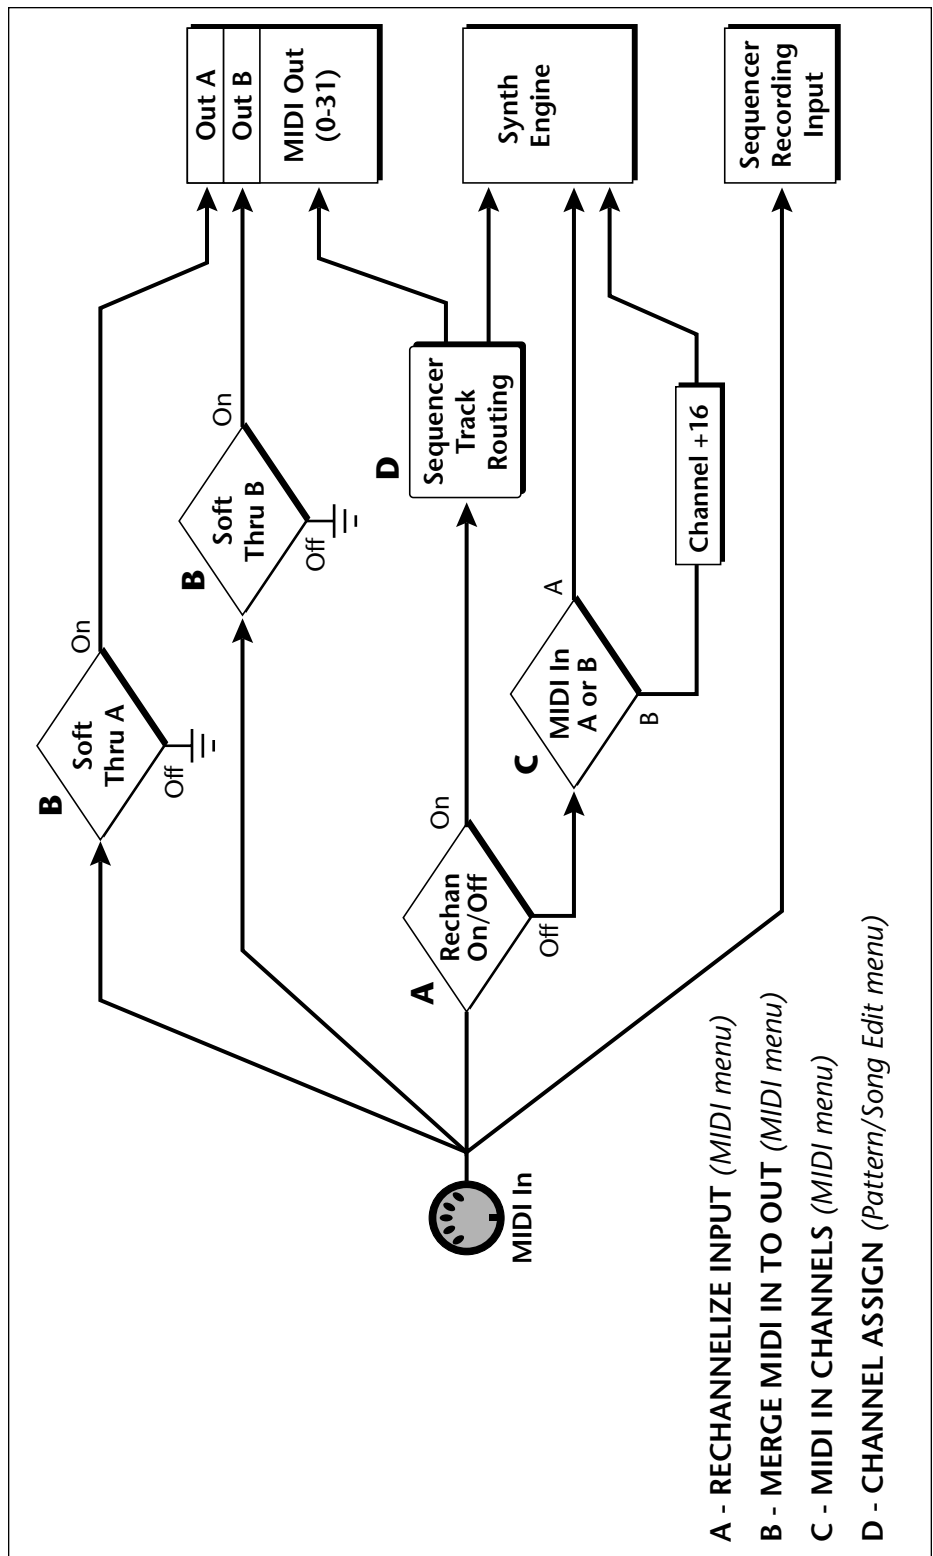 Out A
Out B
MIDI Out
(0-31)
Synth
Engine
Sequencer
Recording
Input
On
B
Soft
Thru A
Off
On
B
Soft
Thru B
Off
D
Sequencer
Track
Routing
On
A
Rechan
On/Off
Off
A
C
MIDI In
A or B
B
Channel +16
MIDI In
A - RECHANNELIZE INPUT (MIDI menu)
B - MERGE MIDI IN TO OUT (MIDI menu)
C - MIDI IN CHANNELS (MIDI menu)
D - CHANNEL ASSIGN (Pattern/Song Edit menu)